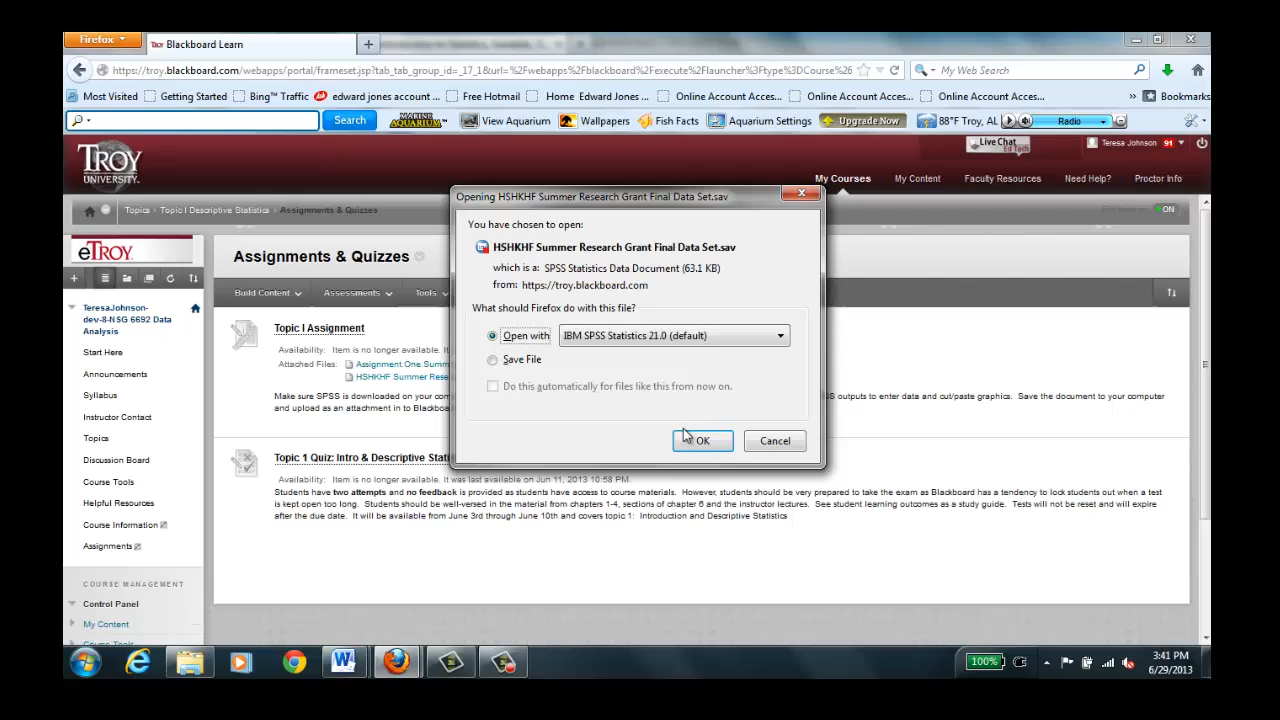 Firefox
Blackboard Learn
https://troy.blackboard.com/webapps/portal/frameset.jsp?tab_tab_group_id=_17_1&url=%2Fwebapps%2Fblackboard%2Fexecute%2Flauncher%3Ftype%3DCourse%26
My Web Search
Most Visited Getting Started Bing™ Traffic edward jones account ... Free Hotmail Home Edward Jones ... Online Account Acces... Online Account Acces... Online Account Acces... » Bookmarks
Search MARINE AQUARIUM View Aquarium Wallpapers Fish Facts Aquarium Settings Upgrade Now 88°F Troy, AL Radio
TROY
UNIVERSITY
Live Chat
Ed Tech
Teresa Johnson 91
My Courses My Content Faculty Resources Need Help? Proctor Info
Topics Topic I Descriptive Statistics Assignments & Quizzes ON
eTROY
Assignments & Quizzes
Build Content Assessments Tools
TeresaJohnson-
dev-8-NSG 6692 Data
Analysis
Start Here
Announcements
Syllabus
Instructor Contact
Topics
Discussion Board
Course Tools
Helpful Resources
Course Information
Assignments
COURSE MANAGEMENT
Control Panel
My Content
Course Tools
Topic I Assignment
Availability: Item is no longer available. It
Attached Files: Assignment One Summ
HSHKHF Summer Rese
Make sure SPSS is downloaded on your com
SS outputs to enter data and cut/paste graphics. Save the document to your computer
and upload as an attachment in to Blackboa
Topic 1 Quiz: Intro & Descriptive Stati
Availability: Item is no longer available. It was last available on Jun 11, 2013 10:58 PM.
Students have two attempts and no feedback is provided as students have access to course materials. However, students should be very prepared to take the exam as Blackboard has a tendency to lock students out when a test
is kept open too long. Students should be well-versed in the material from chapters 1-4, sections of chapter 6 and the instructor lectures. See student learning outcomes as a study guide. Tests will not be reset and will expire
after the due date. It will be available from June 3rd through June 10th and covers topic 1: Introduction and Descriptive Statistics
Opening HSHKHF Summer Research Grant Final Data Set.sav
You have chosen to open:
HSHKHF Summer Research Grant Final Data Set.sav
which is a: SPSS Statistics Data Document (63.1 KB)
from: https://troy.blackboard.com
What should Firefox do with this file?
Open with IBM SPSS Statistics 21.0 (default)
Save File
Do this automatically for files like this from now on.
OK Cancel
100%
3:41 PM
6/29/2013